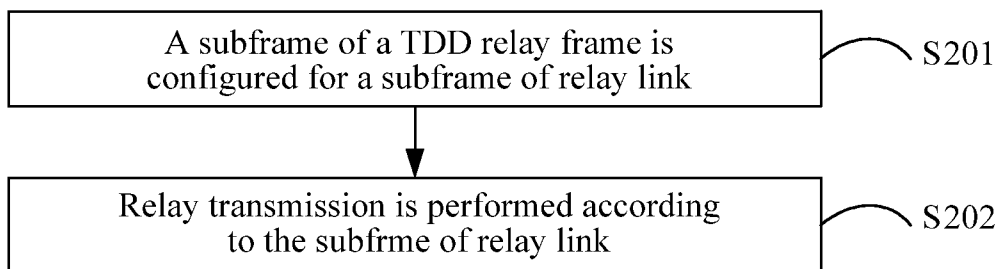 A subframe of a TDD relay frame is
configured for a subframe of relay link
S201
Relay transmission is performed according
to the subfrme of relay link
S202